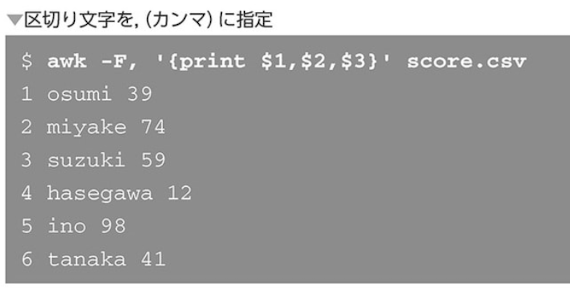 ▼区切り文字を,(カンマ)に指定
$ awk -F, '{print $1,$2,$3}' score.csv
1 osumi 39
2 miyake 74
3 suzuki 59
4 hasegawa 12
5 ino 98
6 tanaka 41